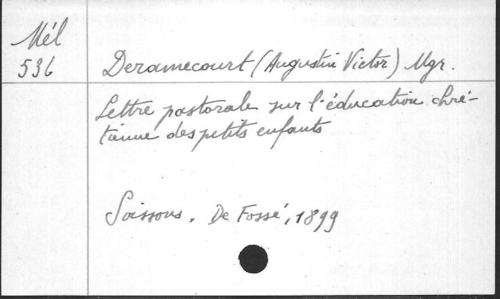 Mél
536
Deramecourt (Augustin Victor) Mgr.
Lettre pastorale sur l'éducation chré-
tienne des petits enfants
Soissons. De Fossé, 1899